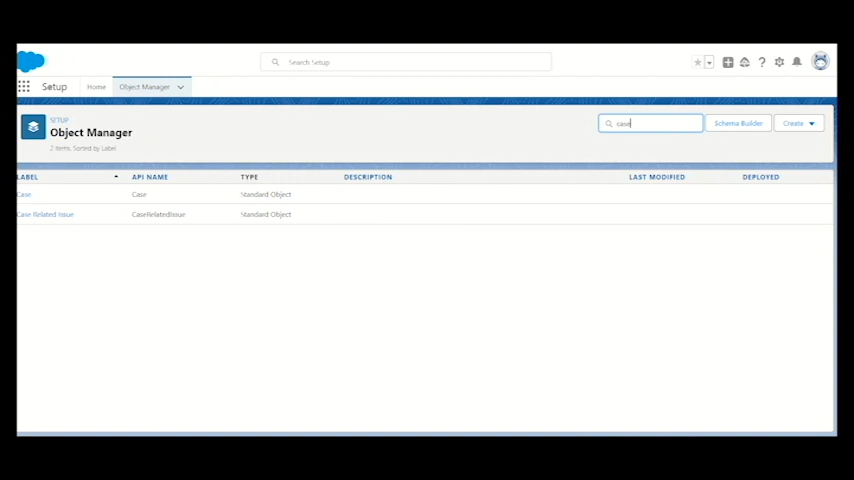 Search Setup
Setup
Home
Object Manager
SETUP
Object Manager
2 Items, Sorted by Label
case
Schema Builder
Create
LABEL
API NAME
TYPE
DESCRIPTION
LAST MODIFIED
DEPLOYED
Case
Case
Standard Object
Case Related Issue
CaseRelatedIssue
Standard Object